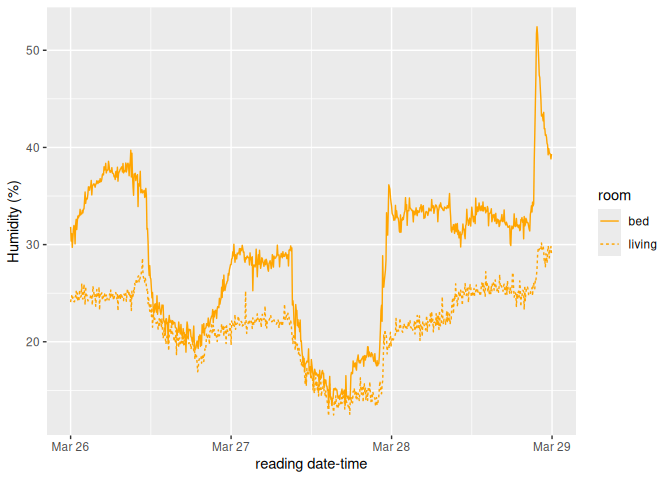 50
40
30
20
Humidity (%)
Mar 26
Mar 27
Mar 28
Mar 29
reading date-time
room
bed
living